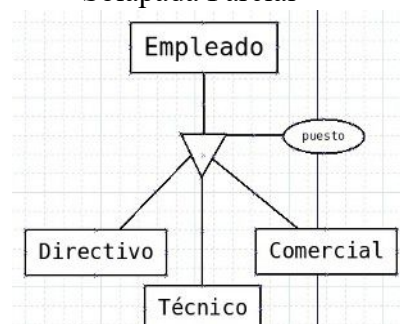 Solapada Parcial
Empleado
puesto
Directivo
Comercial
Técnico